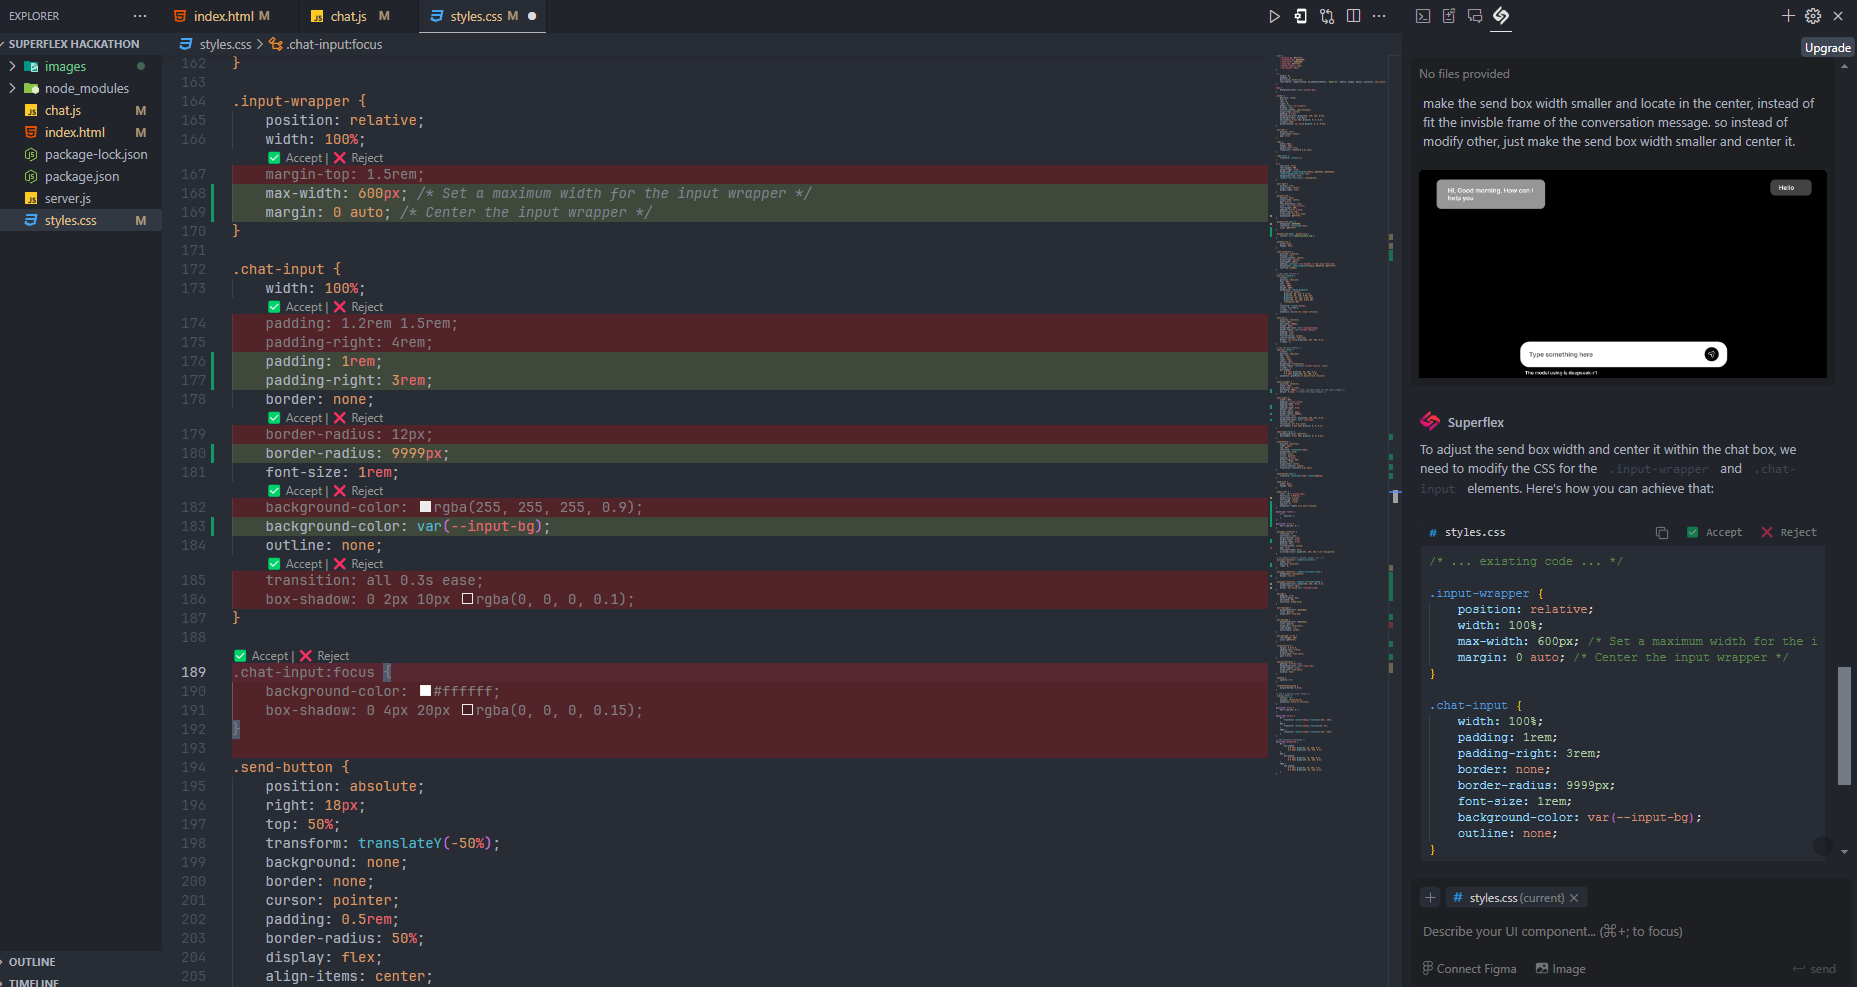 EXPLORER
SUPERFLEX HACKATHON
images
node_modules
chat.js M
index.html M
package-lock.json
package.json
server.js
styles.css M
OUTLINE
TIMELINE
index.html M
chat.js M
styles.css M
styles.css > .chat-input:focus
162 }
163
164 .input-wrapper {
165 position: relative;
166 width: 100%;
Accept | Reject
167 margin-top: 1.5rem;
168 max-width: 600px; /* Set a maximum width for the input wrapper */
169 margin: 0 auto; /* Center the input wrapper */
170 }
171
172 .chat-input {
173 width: 100%;
Accept | Reject
174 padding: 1.2rem 1.5rem;
175 padding-right: 4rem;
176 padding: 1rem;
177 padding-right: 3rem;
178 border: none;
Accept | Reject
179 border-radius: 12px;
180 border-radius: 9999px;
181 font-size: 1rem;
Accept | Reject
182 background-color: rgba(255, 255, 255, 0.9);
183 background-color: var(--input-bg);
184 outline: none;
Accept | Reject
185 transition: all 0.3s ease;
186 box-shadow: 0 2px 10px rgba(0, 0, 0, 0.1);
187 }
188
Accept | Reject
189 .chat-input:focus {
190 background-color: #ffffff;
191 box-shadow: 0 4px 20px rgba(0, 0, 0, 0.15);
192 }
193
194 .send-button {
195 position: absolute;
196 right: 18px;
197 top: 50%;
198 transform: translateY(-50%);
199 background: none;
200 border: none;
201 cursor: pointer;
202 padding: 0.5rem;
203 border-radius: 50%;
204 display: flex;
205 align-items: center;
Upgrade
No files provided
make the send box width smaller and locate in the center, instead of
fit the invisble frame of the conversation message. so instead of
modify other, just make the send box width smaller and center it.
Hi, Good morning, How can I
help you
Hello
Type something here
The model using is deepseek-r1
Superflex
To adjust the send box width and center it within the chat box, we
need to modify the CSS for the .input-wrapper and .chat-
input elements. Here's how you can achieve that:
# styles.css Accept Reject
/* ... existing code ... */
.input-wrapper {
position: relative;
width: 100%;
max-width: 600px; /* Set a maximum width for the i
margin: 0 auto; /* Center the input wrapper */
}
.chat-input {
width: 100%;
padding: 1rem;
padding-right: 3rem;
border: none;
border-radius: 9999px;
font-size: 1rem;
background-color: var(--input-bg);
outline: none;
}
+ # styles.css (current)
Describe your UI component... (⌘+; to focus)
Connect Figma Image send